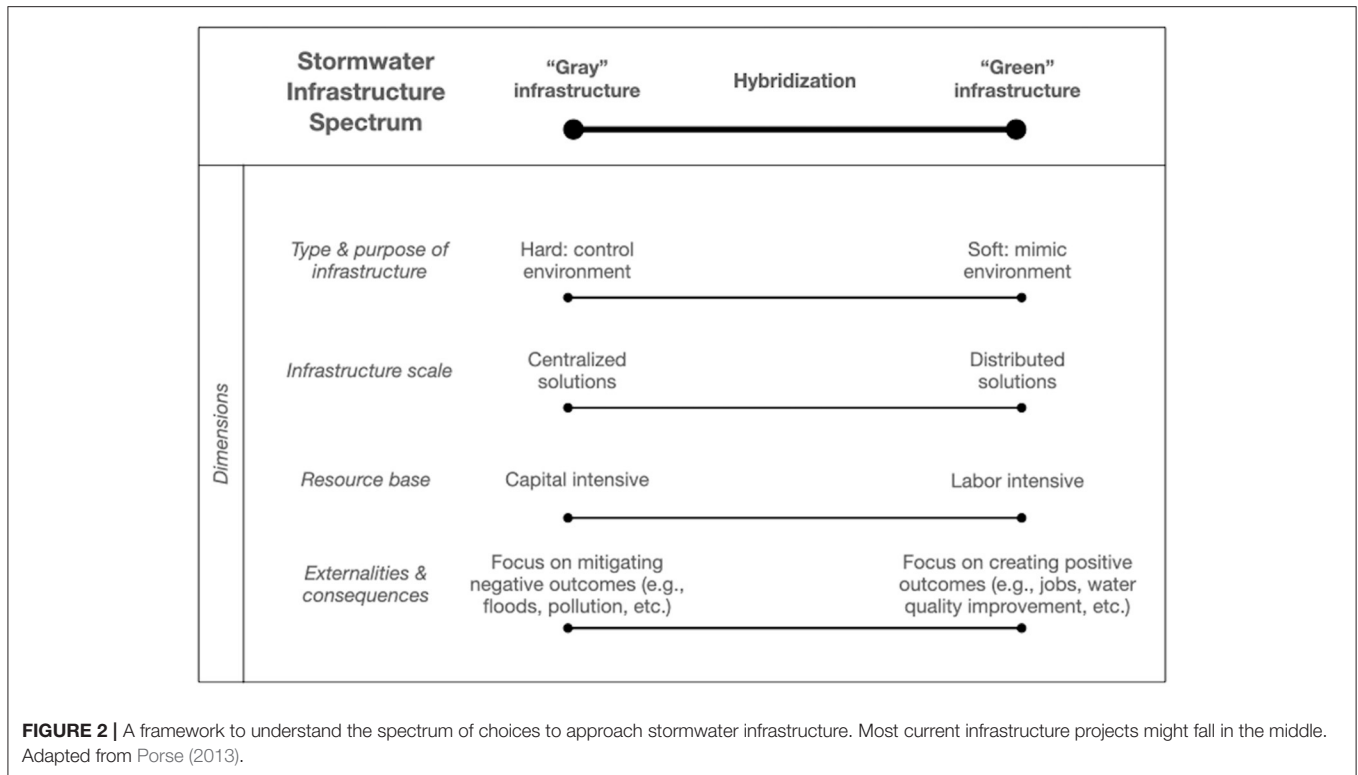 Stormwater
Infrastructure
Spectrum
“Gray”
infrastructure
Hybridization
“Green”
infrastructure
Dimensions
Type & purpose of
infrastructure
Hard: control
environment
Soft: mimic
environment
Infrastructure scale
Centralized
solutions
Distributed
solutions
Resource base
Capital intensive
Labor intensive
Externalities &
consequences
Focus on mitigating
negative outcomes (e.g.,
floods, pollution, etc.)
Focus on creating positive
outcomes (e.g., jobs, water
quality improvement, etc.)
FIGURE 2 | A framework to understand the spectrum of choices to approach stormwater infrastructure. Most current infrastructure projects might fall in the middle.
Adapted from Porse (2013).